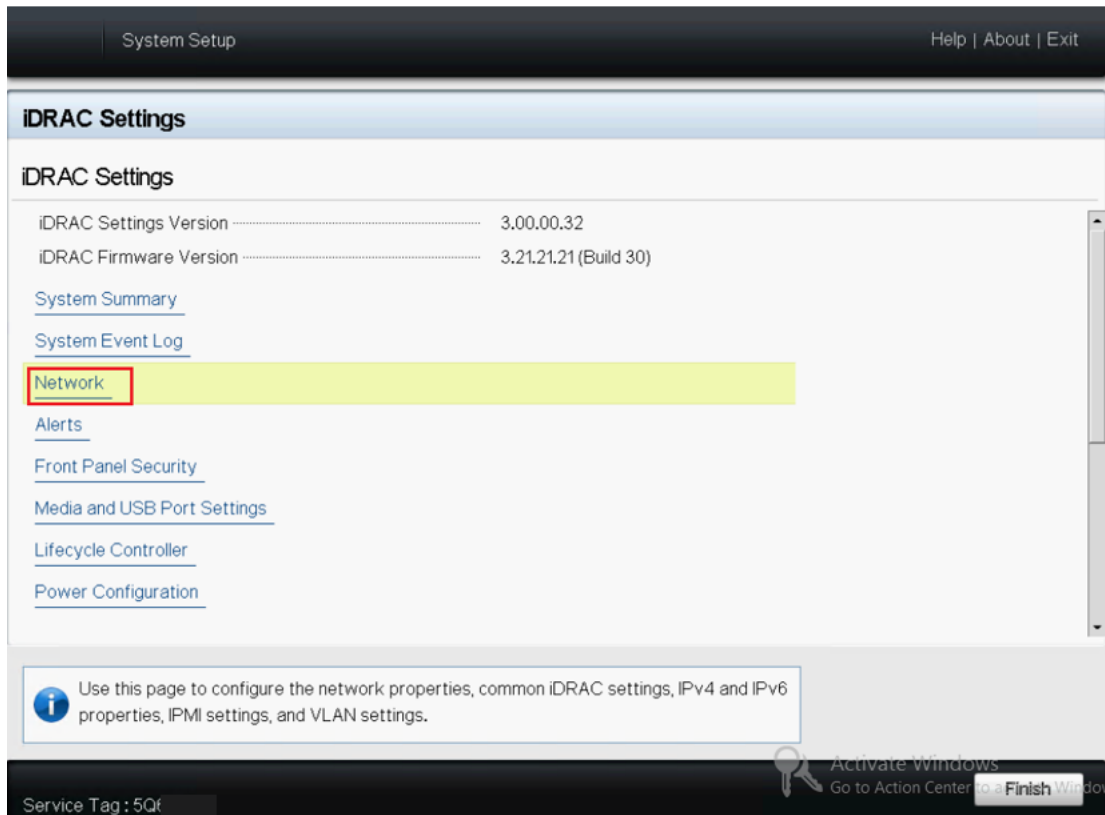 System Setup
Help | About | Exit
iDRAC Settings
iDRAC Settings
iDRAC Settings Version 3.00.00.32
iDRAC Firmware Version 3.21.21.21 (Build 30)
System Summary
System Event Log
Network
Alerts
Front Panel Security
Media and USB Port Settings
Lifecycle Controller
Power Configuration
Use this page to configure the network properties, common iDRAC settings, IPv4 and IPv6
properties, IPMI settings, and VLAN settings.
Activate Windows
Go to Action Center to a
Finish
Service Tag : 5Q6